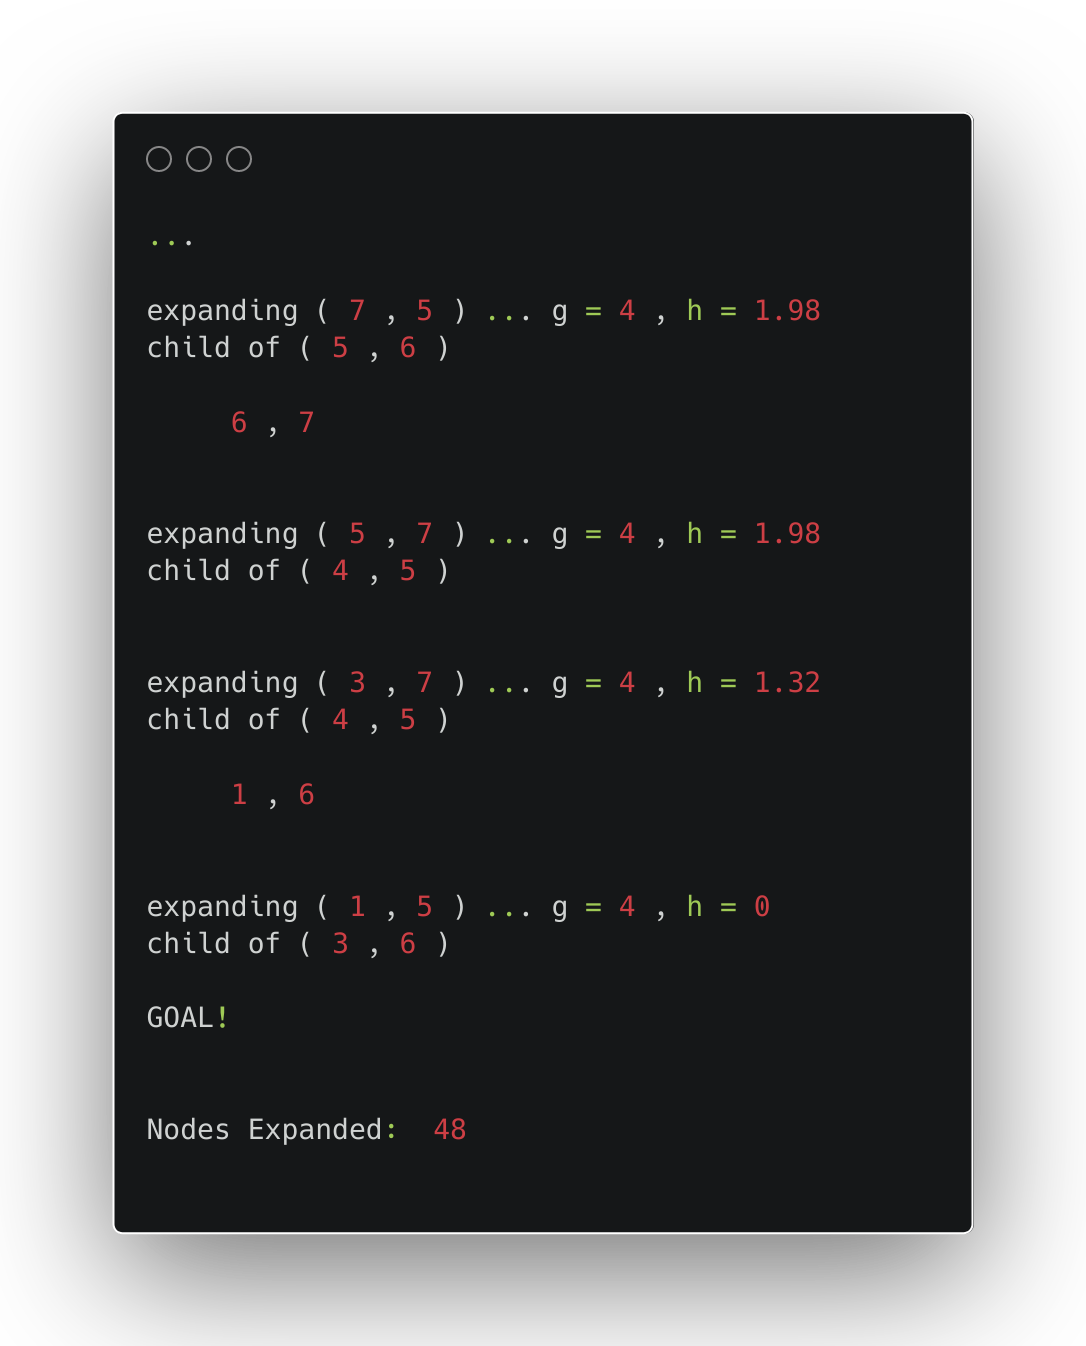 ...
expanding ( 7 , 5 ) ... g = 4 , h = 1.98
child of ( 5 , 6 )
6 , 7
expanding ( 5 , 7 ) ... g = 4 , h = 1.98
child of ( 4 , 5 )
expanding ( 3 , 7 ) ... g = 4 , h = 1.32
child of ( 4 , 5 )
1 , 6
expanding ( 1 , 5 ) ... g = 4 , h = 0
child of ( 3 , 6 )
GOAL!
Nodes Expanded:  48